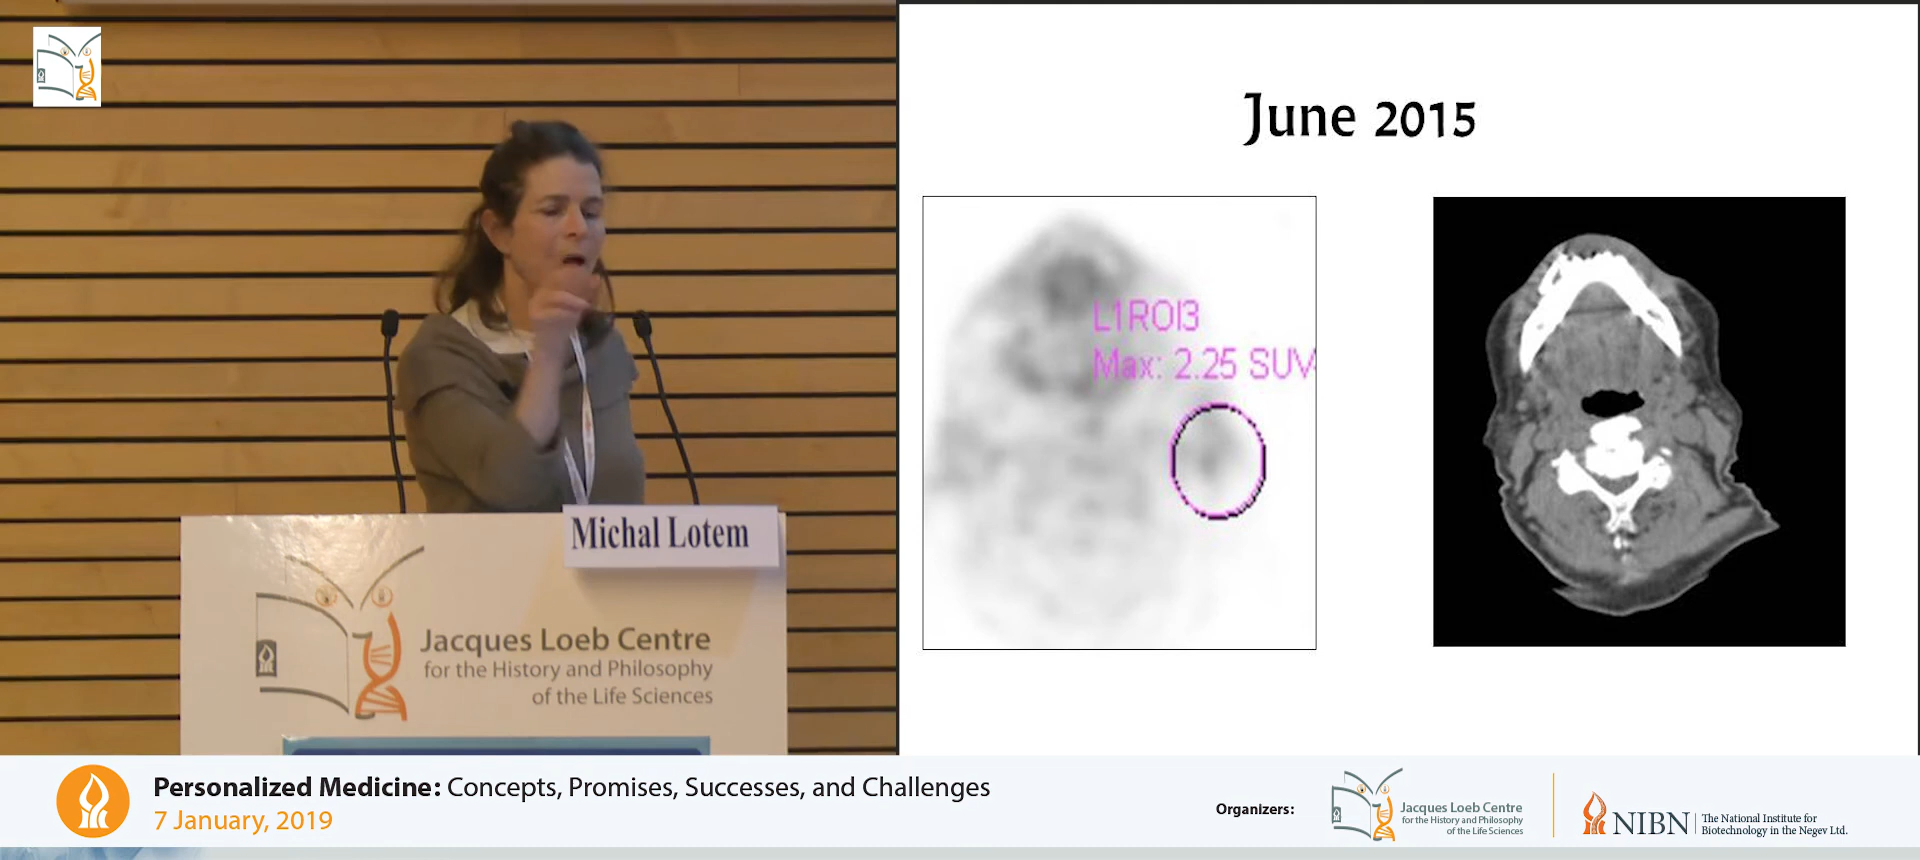 June 2015
L1ROI3
Max: 2.25 SUV
Michal Lotem
Jacques Loeb Centre
for the History and Philosophy
of the Life Sciences
Personalized Medicine: Concepts, Promises, Successes, and Challenges
7 January, 2019
Organizers:
Jacques Loeb Centre
for the History and Philosophy
of the Life Sciences
NIBN
The National Institute for
Biotechnology in the Negev Ltd.